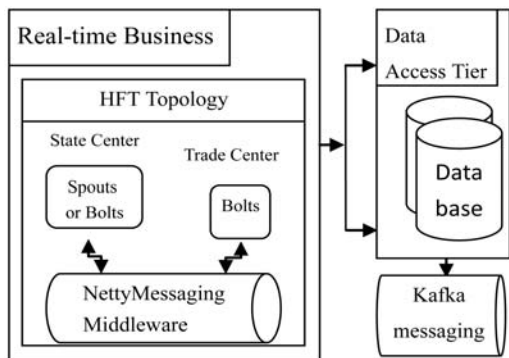 Real-time Business
HFT Topology
State Center
Trade Center
Spouts
or Bolts
Bolts
NettyMessaging
Middleware
Data
Access Tier
Data
base
Kafka
messaging